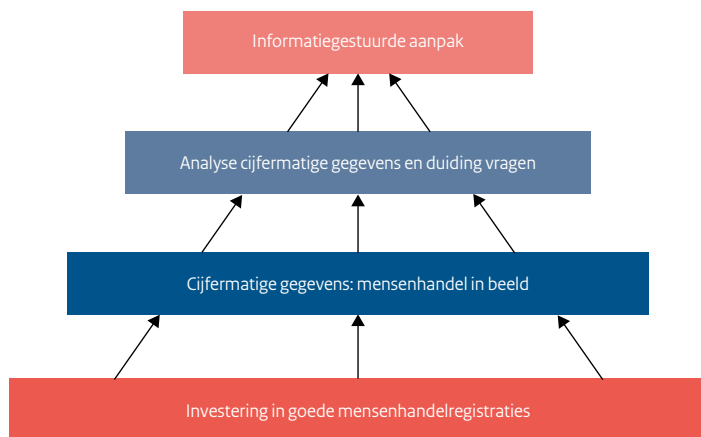 Informatiegestuurde aanpak
Analyse cijfermatige gegevens en duiding vragen
Cijfermatige gegevens: mensenhandel in beeld
Investering in goede mensenhandelregistraties